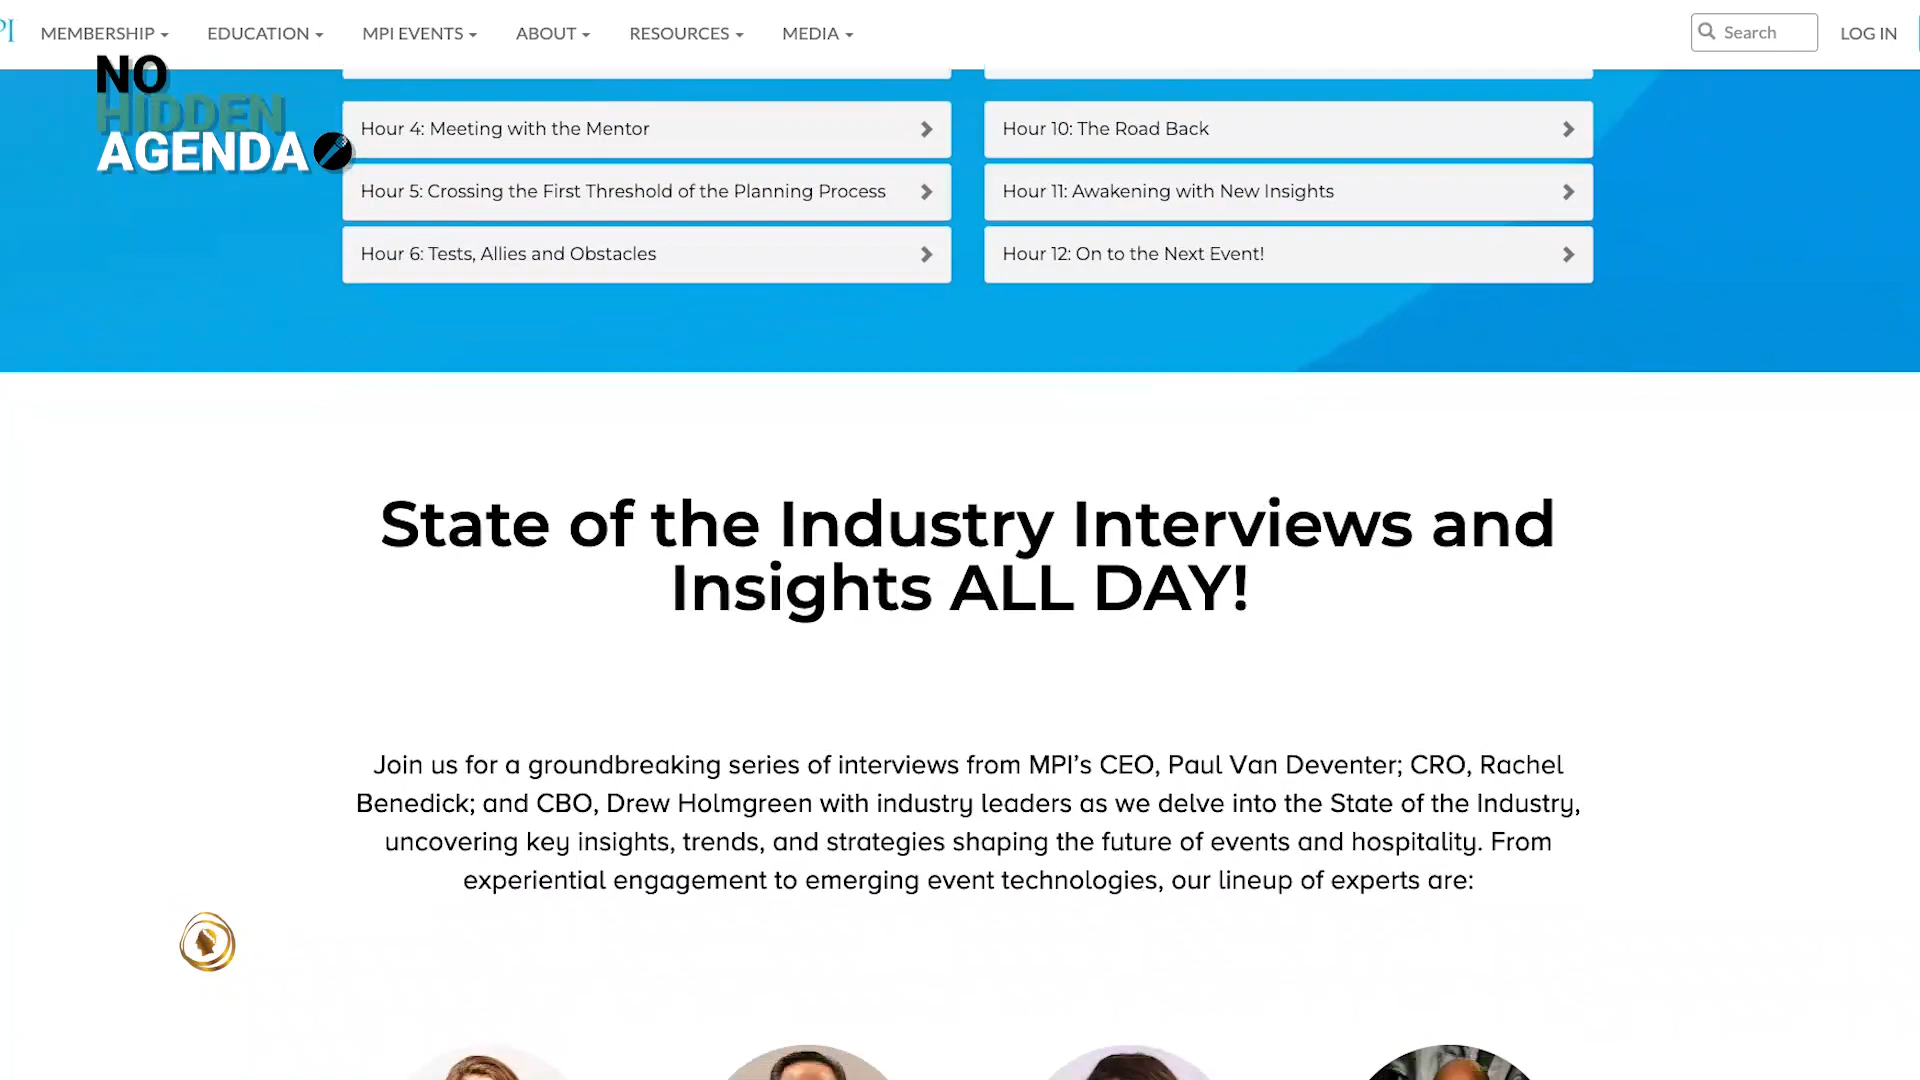 PI
MEMBERSHIP
EDUCATION
MPI EVENTS
ABOUT
RESOURCES
MEDIA
Search
LOG IN
NO
HIDDEN
AGENDA
Hour 4: Meeting with the Mentor
Hour 5: Crossing the First Threshold of the Planning Process
Hour 6: Tests, Allies and Obstacles
Hour 10: The Road Back
Hour 11: Awakening with New Insights
Hour 12: On to the Next Event!
State of the Industry Interviews and
Insights ALL DAY!
Join us for a groundbreaking series of interviews from MPI’s CEO, Paul Van Deventer; CRO, Rachel
Benedick; and CBO, Drew Holmgreen with industry leaders as we delve into the State of the Industry,
uncovering key insights, trends, and strategies shaping the future of events and hospitality. From
experiential engagement to emerging event technologies, our lineup of experts are: